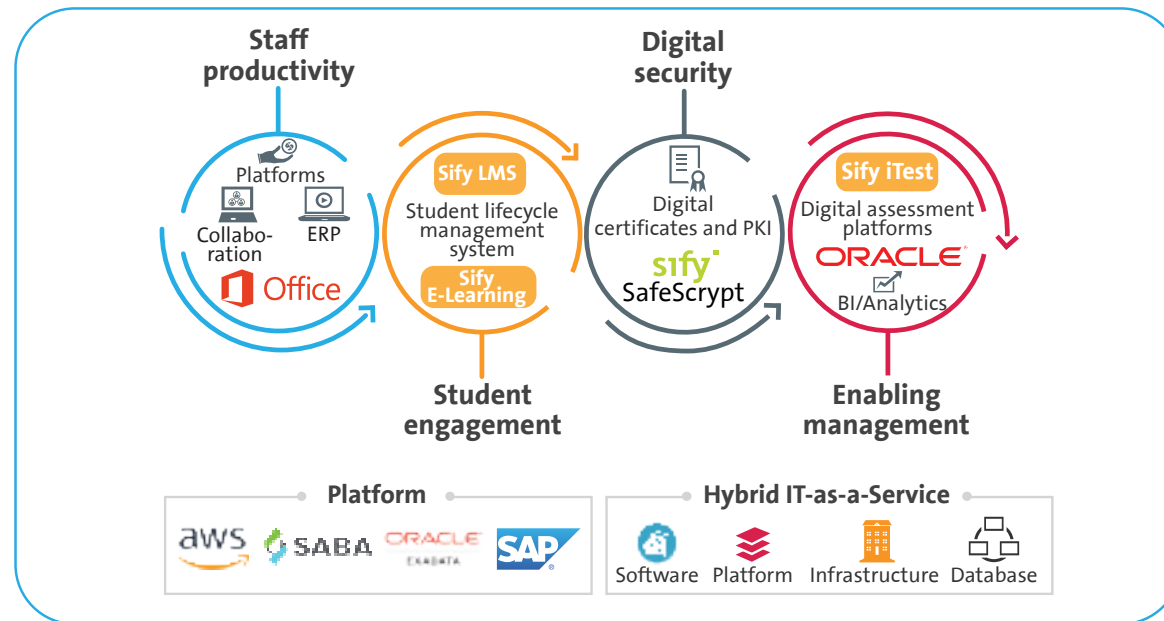 Staff
productivity
Digital
security
Platforms
Collabo-
ration
ERP
Office
Sify LMS
Student lifecycle
management
system
Sify
E-Learning
Digital
certificates and PKI
sify
SafeScrypt
Sify iTest
Digital assessment
platforms
ORACLE
BI/Analytics
Student
engagement
Enabling
management
Platform
aws
SABA
ORACLE
EXADATA
SAP
Hybrid IT-as-a-Service
Software
Platform
Infrastructure
Database